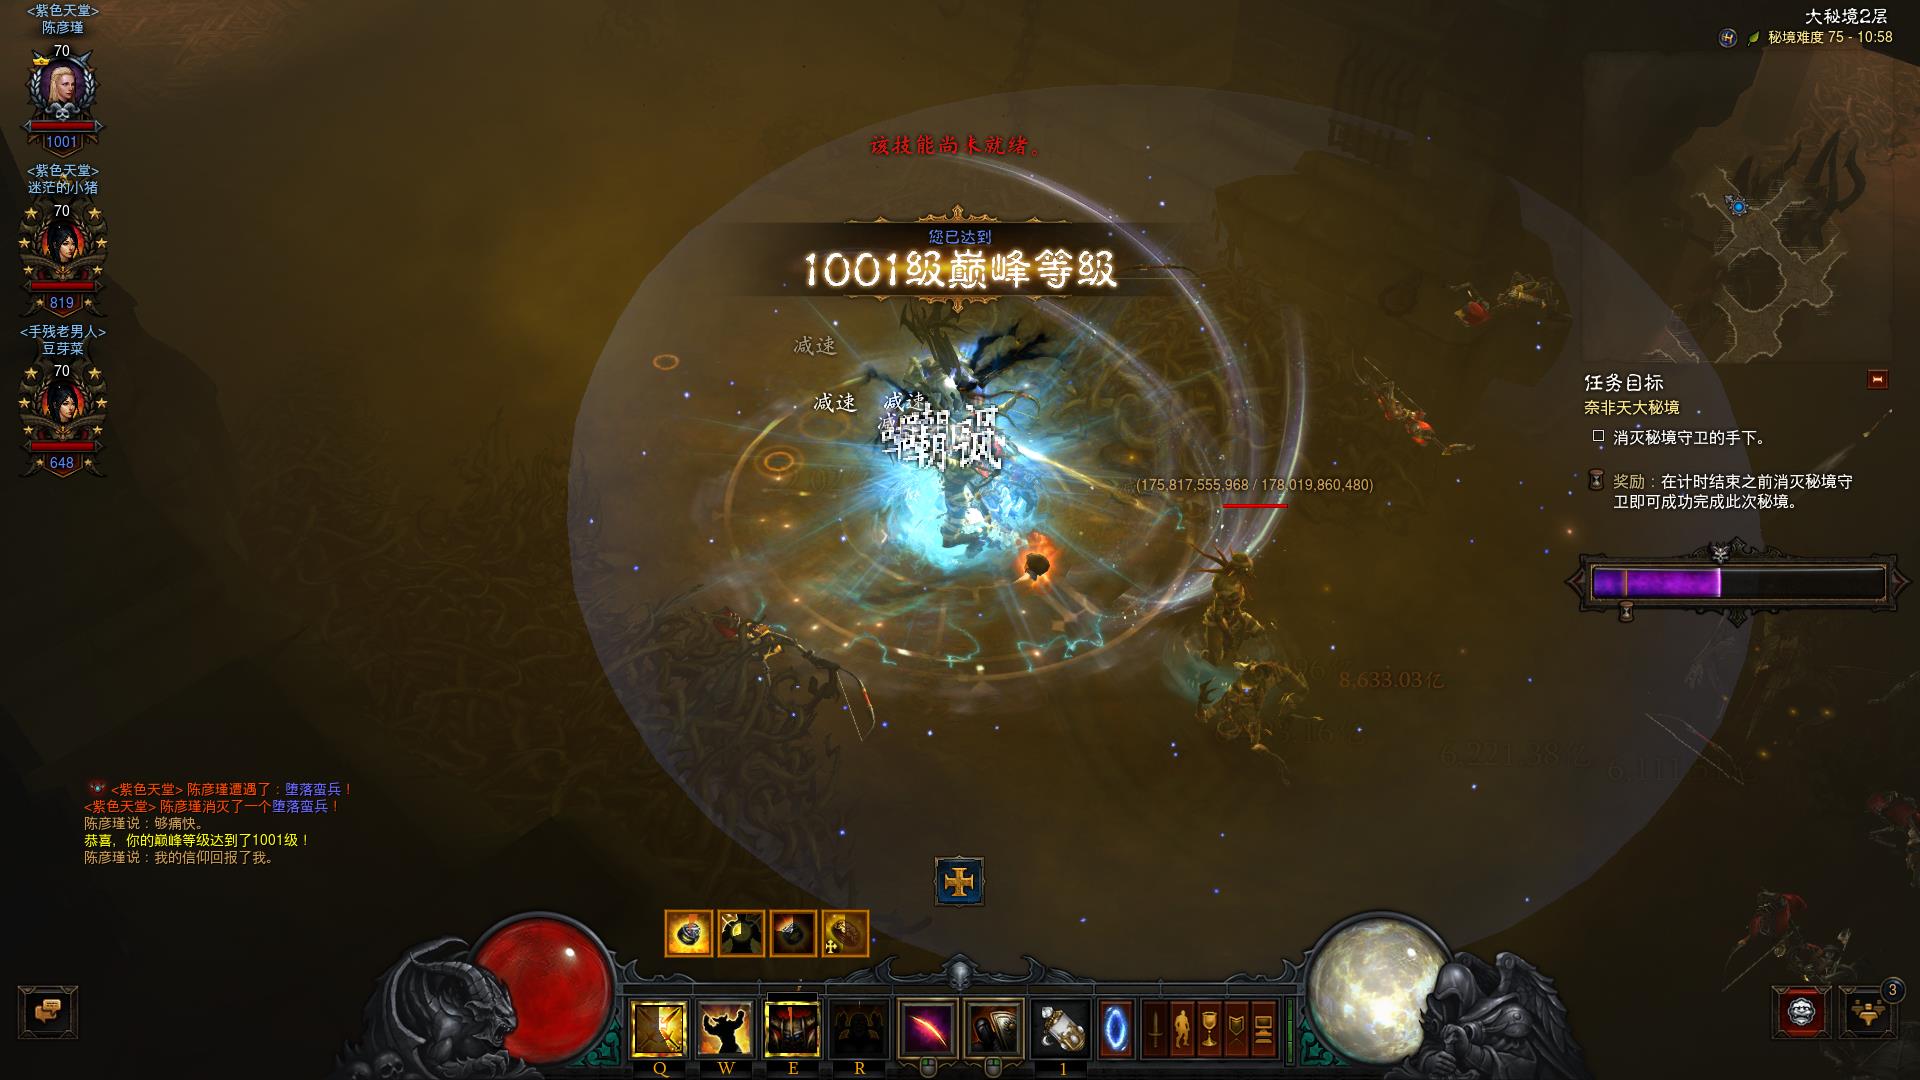 <紫色天堂>
陈彦瑾
70
1001
<紫色天堂>
迷茫的小猪
70
819
<手残老男人>
豆芽菜
70
648
大秘境2层
秘境难度 75 - 10:58
该技能尚未就绪。
您已达到
1001级巅峰等级
减速
减速
减速
(175,817,555,968 / 178,019,860,480)
8,633.03亿
6,221.38亿
任务目标
奈非天大秘境
消灭秘境守卫的手下。
奖励：在计时结束之前消灭秘境守
卫即可成功完成此次秘境。
<紫色天堂> 陈彦瑾遭遇了：堕落蛮兵！
<紫色天堂> 陈彦瑾消灭了一个堕落蛮兵！
陈彦瑾说：够痛快。
恭喜，你的巅峰等级达到了1001级！
陈彦瑾说：我的信仰回报了我。
Q
W
E
R
1
3